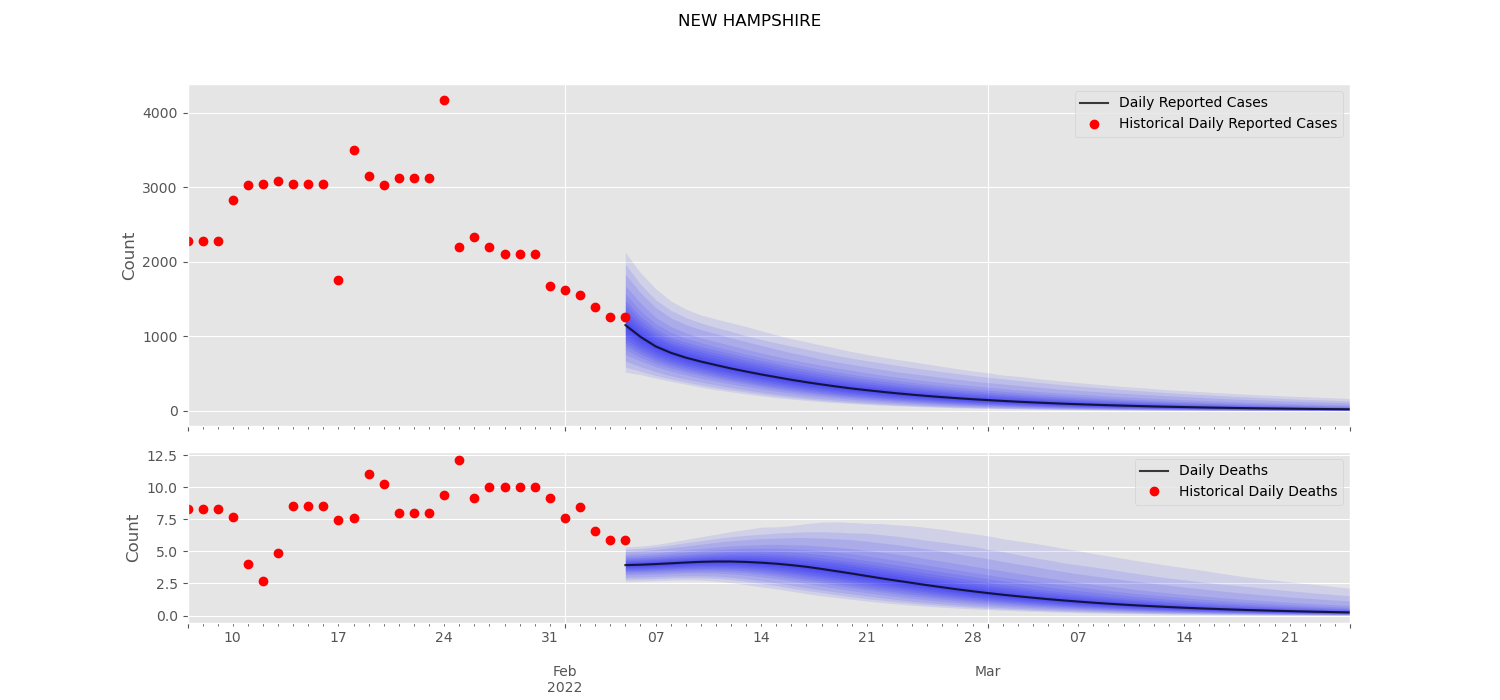 NEW HAMPSHIRE
Daily Reported Cases
Historical Daily Reported Cases
4000
3000
2000
1000
0
Count
Daily Deaths
Historical Daily Deaths
12.5
10.0
7.5
5.0
2.5
0.0
Count
10 17 24 31 07 14 21 28 07 14 21
Feb Mar
2022